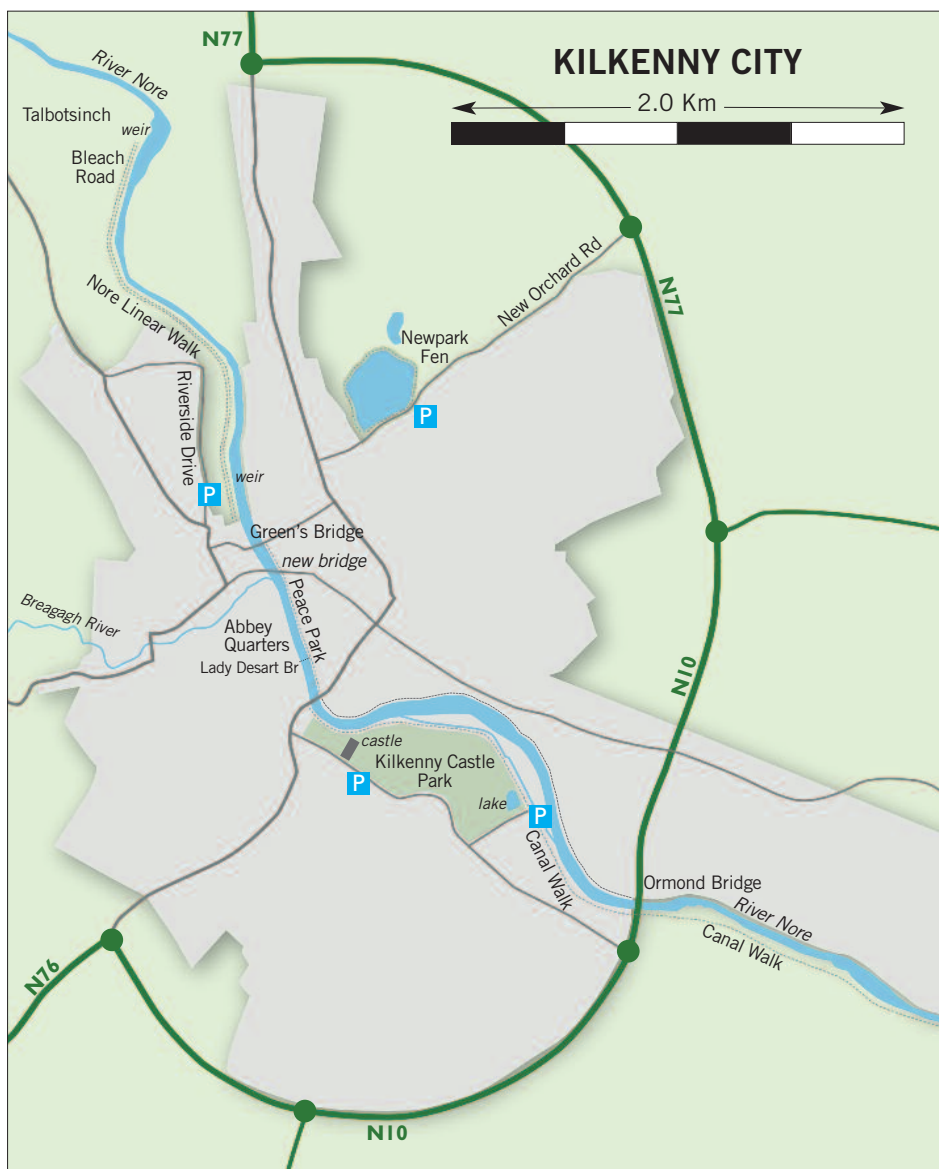 N77
KILKENNY CITY
2.0 Km
River Nore
Talbotsinch
weir
Bleach
Road
New Orchard Rd
N77
Nore Linear Walk
Newpark
Fen
Riverside Drive
P
weir
P
Green's Bridge
new bridge
Peace Park
Breagagh River
Abbey
Quarters
Lady Desart Br
N10
castle
Kilkenny Castle
Park
P
lake
P
Canal Walk
Ormond Bridge
River Nore
Canal Walk
N76
N10